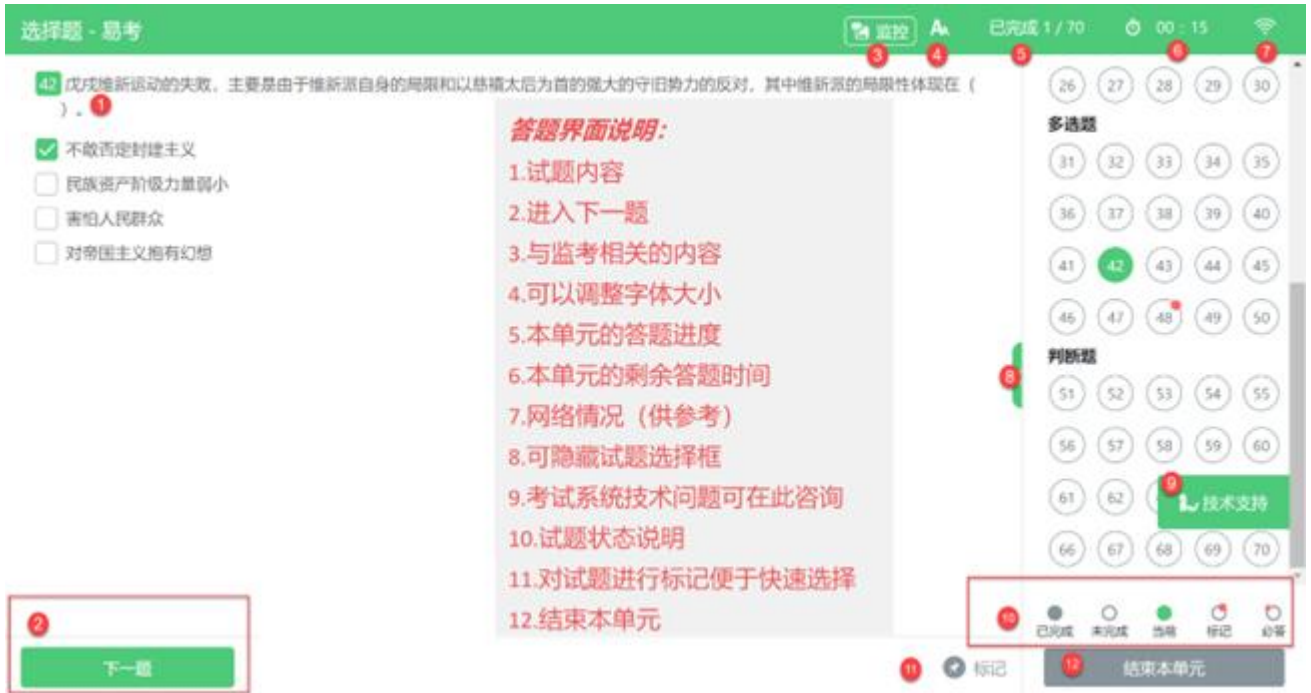 选择题 - 易考
监控
已完成 1 / 70
00 : 15
3
4
5
6
7
42 戊戌维新运动的失败，主要是由于维新派自身的局限和以慈禧太后为首的强大的守旧势力的反对，其中维新派的局限性体现在（
）。1
不敢否定封建主义
民族资产阶级力量弱小
害怕人民群众
对帝国主义抱有幻想
答题界面说明：
1.试题内容
2.进入下一题
3.与监考相关的内容
4.可以调整字体大小
5.本单元的答题进度
6.本单元的剩余答题时间
7.网络情况（供参考）
8.可隐藏试题选择框
9.考试系统技术问题可在此咨询
10.试题状态说明
11.对试题进行标记便于快速选择
12.结束本单元
26 27 28 29 30
多选题
31 32 33 34 35
36 37 38 39 40
41 42 43 44 45
46 47 48 49 50
判断题
8
51 52 53 54 55
56 57 58 59 60
9
61 62 技术支持
66 67 68 69 70
10
已完成 未完成 当前 标记 必答
2
下一题
11 标记
12 结束本单元